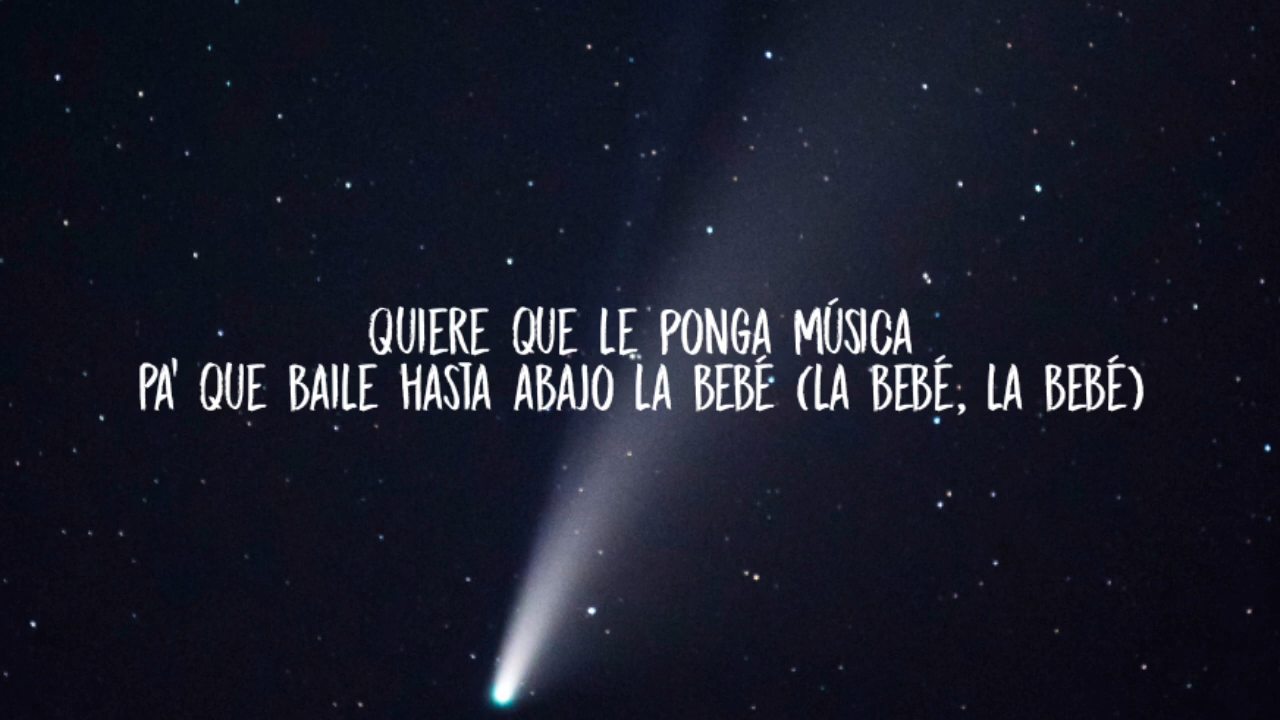 QUIERE QUE LE PONGA MÚSICA
PA' QUE BAILE HASTA ABAJO LA BEBÉ (LA BEBÉ, LA BEBÉ)